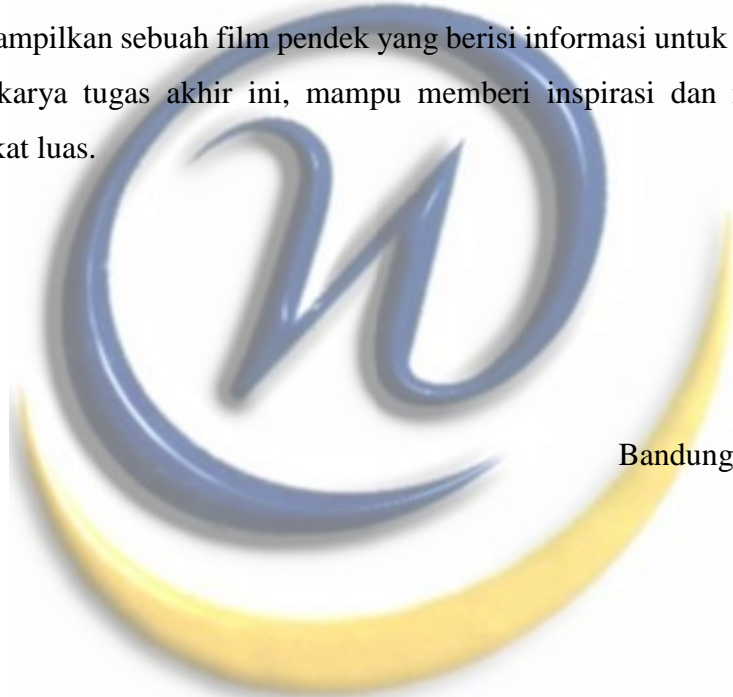 ampilkan sebuah film pendek yang berisi informasi untuk
karya tugas akhir ini, mampu memberi inspirasi dan
kat luas.
Bandung